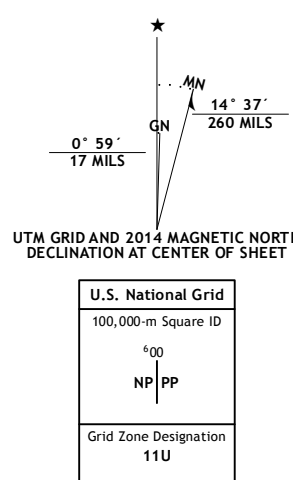 ★
MN
GN
14° 37´
260 MILS
0° 59´
17 MILS
UTM GRID AND 2014 MAGNETIC NORTH
DECLINATION AT CENTER OF SHEET
U.S. National Grid
100,000-m Square ID
⁶00
NP PP
Grid Zone Designation
11U